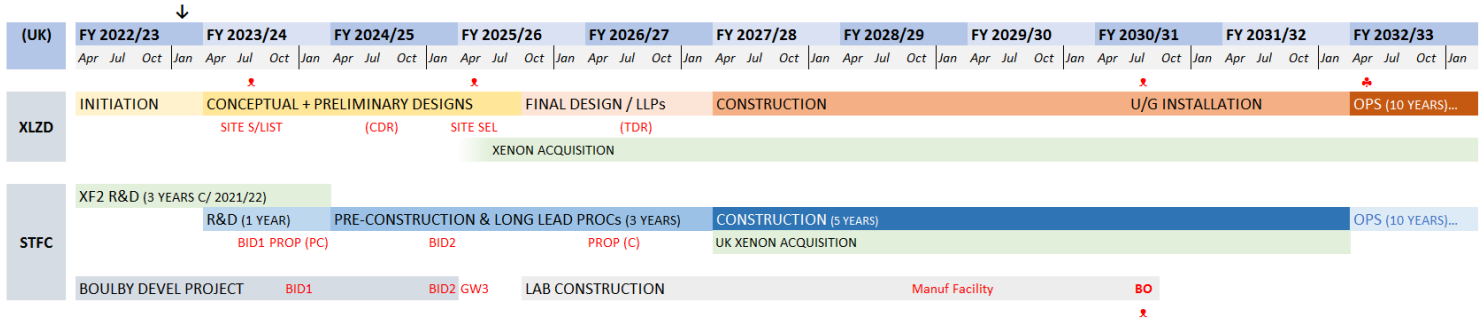 (UK) FY 2022/23 FY 2023/24 FY 2024/25 FY 2025/26 FY 2026/27 FY 2027/28 FY 2028/29 FY 2029/30 FY 2030/31 FY 2031/32 FY 2032/33
Apr Jul Oct Jan Apr Jul Oct Jan Apr Jul Oct Jan Apr Jul Oct Jan Apr Jul Oct Jan Apr Jul Oct Jan Apr Jul Oct Jan Apr Jul Oct Jan Apr Jul Oct Jan Apr Jul Oct Jan Apr Jul Oct Jan
INITIATION CONCEPTUAL + PRELIMINARY DESIGNS FINAL DESIGN / LLPs CONSTRUCTION U/G INSTALLATION OPS (10 YEARS)...
XLZD SITE S/LIST (CDR) SITE SEL (TDR)
XENON ACQUISITION
XF2 R&D (3 YEARS C/ 2021/22)
R&D (1 YEAR) PRE-CONSTRUCTION & LONG LEAD PROCs (3 YEARS) CONSTRUCTION (5 YEARS) OPS (10 YEARS)...
STFC BID1 PROP (PC) BID2 PROP (C) UK XENON ACQUISITION
BOULBY DEVEL PROJECT BID1 BID2 GW3 LAB CONSTRUCTION Manuf Facility BO